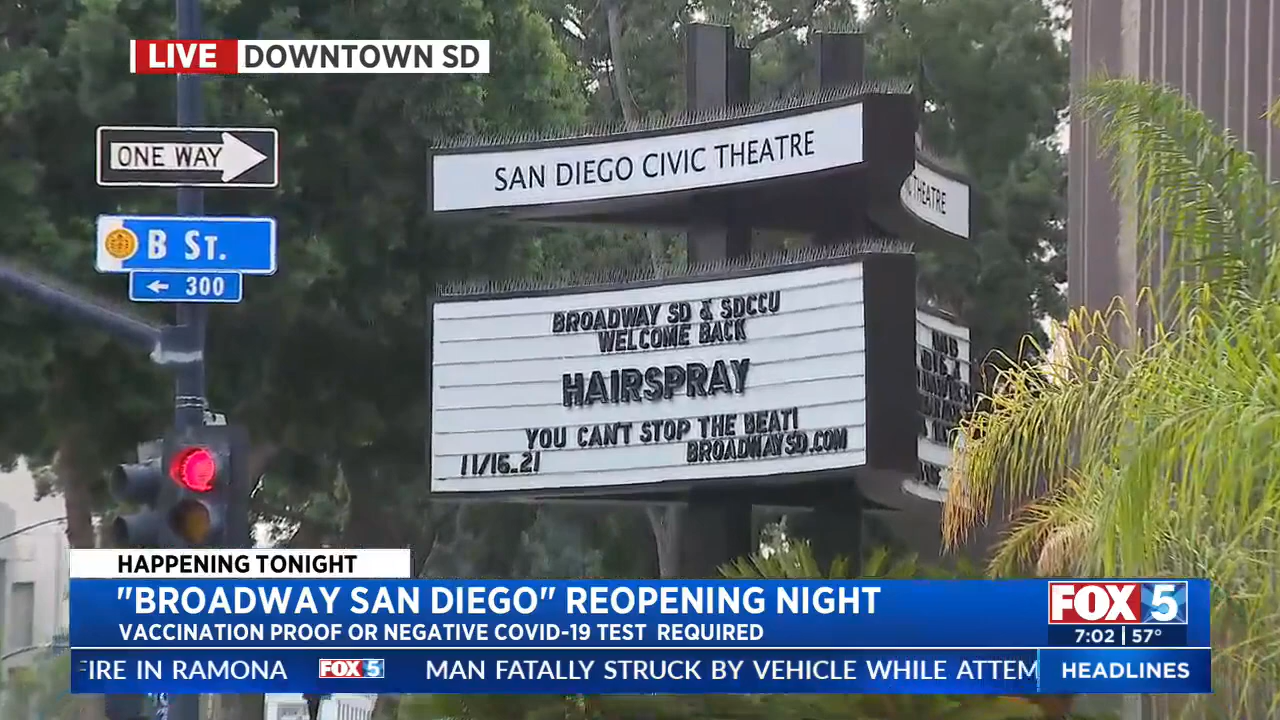 LIVE DOWNTOWN SD
ONE WAY
B ST.
← 300
SAN DIEGO CIVIC THEATRE
THEATRE
BROADWAY SD & SDCCU
WELCOME BACK
HAIRSPRAY
YOU CAN'T STOP THE BEAT!
11/16.21 BROADWAYSD.COM
HAPPENING TONIGHT
"BROADWAY SAN DIEGO" REOPENING NIGHT
VACCINATION PROOF OR NEGATIVE COVID-19 TEST REQUIRED
FOX 5
7:02 | 57°
FIRE IN RAMONA FOX 5 MAN FATALLY STRUCK BY VEHICLE WHILE ATTEM
HEADLINES